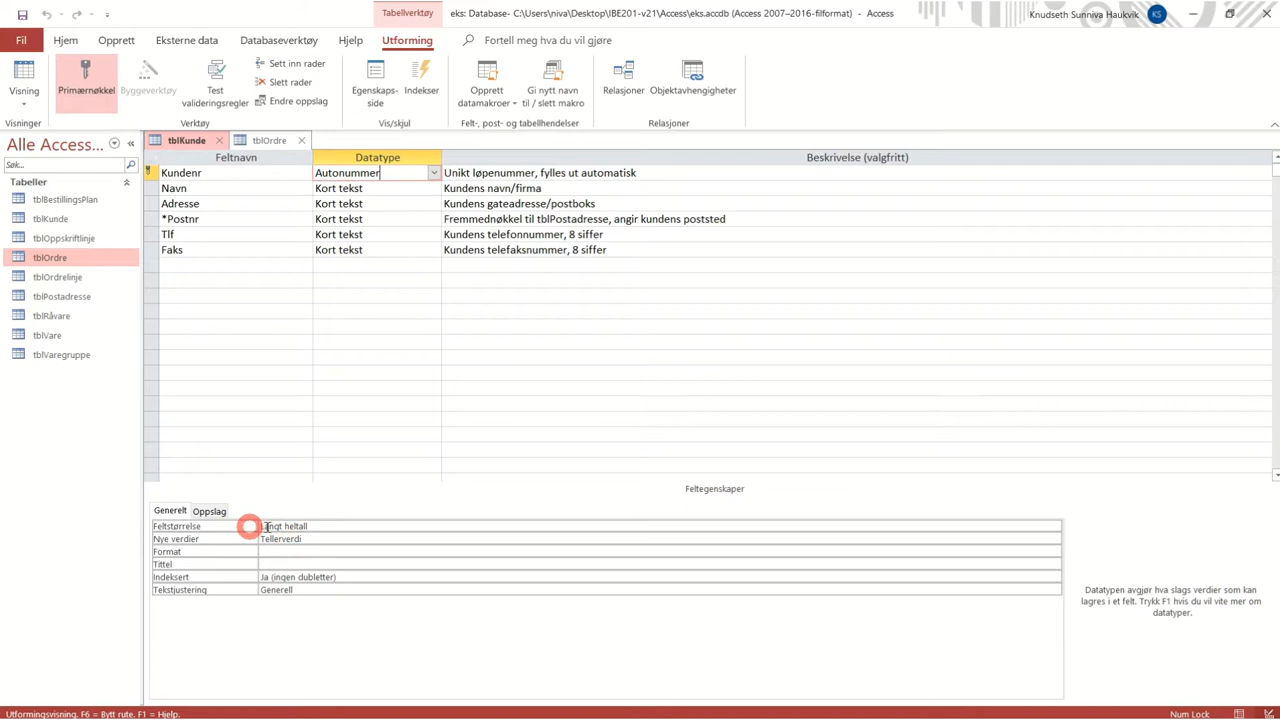 Tabellverktøy
eks: Database- C:\Users\niva\Desktop\IBE201-v21\Access\eks.accdb (Access 2007–2016-filformat) - Access
Knudseth Sunniva Haukvik
KS
Fil
Hjem
Opprett
Eksterne data
Databaseverktøy
Hjelp
Utforming
Fortell meg hva du vil gjøre
Visning
Primærnøkkel
Byggeverktøy
Test valideringsregler
Sett inn rader
Slett rader
Endre oppslag
Egenskaps-
side
Indekser
Opprett
datamakroer
Gi nytt navn
til / slett makro
Relasjoner
Objektavhengigheter
Visninger
Verktøy
Vis/skjul
Felt-, post- og tabellhendelser
Relasjoner
Alle Access...
Søk...
Tabeller
tblBestillingsPlan
tblKunde
tblOppskriftlinje
tblOrdre
tblOrdrelinje
tblPostadresse
tblRåvare
tblVare
tblVaregruppe
tblKunde
tblOrdre
Feltnavn Datatype Beskrivelse (valgfritt)
Kundenr Autonummer Unikt løpenummer, fylles ut automatisk
Navn Kort tekst Kundens navn/firma
Adresse Kort tekst Kundens gateadresse/postboks
*Postnr Kort tekst Fremmednøkkel til tblPostadresse, angir kundens poststed
Tlf Kort tekst Kundens telefonnummer, 8 siffer
Faks Kort tekst Kundens telefaksnummer, 8 siffer
Feltegenskaper
Generelt Oppslag
Feltstørrelse Langt heltall
Nye verdier Tellerverdi
Format
Tittel
Indeksert Ja (ingen dubletter)
Tekstjustering Generell
Datatypen avgjør hva slags verdier som kan
lagres i et felt. Trykk F1 hvis du vil vite mer om
datatyper.
Utformingsvisning. F6 = Bytt rute. F1 = Hjelp.
Num Lock